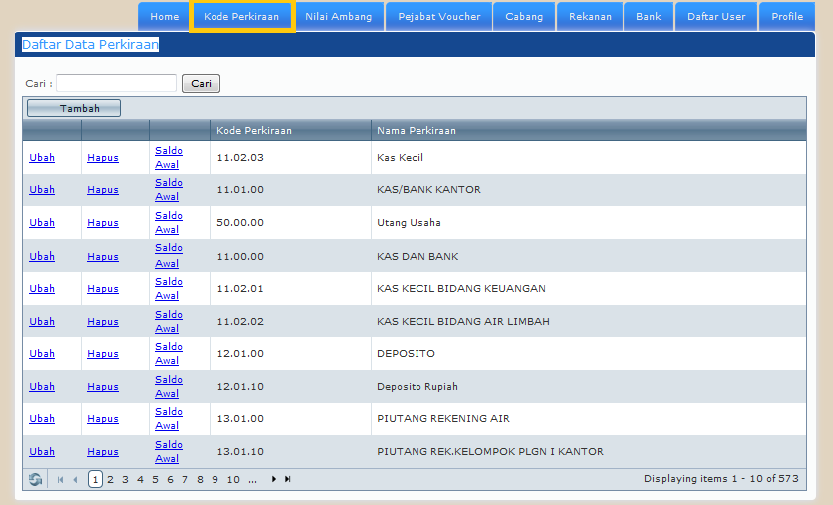 Home Kode Perkiraan Nilai Ambang Pejabat Voucher Cabang Rekanan Bank Daftar User Profile
Daftar Data Perkiraan
Cari : Cari
Tambah
Kode Perkiraan Nama Perkiraan
Ubah Hapus Saldo Awal 11.02.03 Kas Kecil
Ubah Hapus Saldo Awal 11.01.00 KAS/BANK KANTOR
Ubah Hapus Saldo Awal 50.00.00 Utang Usaha
Ubah Hapus Saldo Awal 11.00.00 KAS DAN BANK
Ubah Hapus Saldo Awal 11.02.01 KAS KECIL BIDANG KEUANGAN
Ubah Hapus Saldo Awal 11.02.02 KAS KECIL BIDANG AIR LIMBAH
Ubah Hapus Saldo Awal 12.01.00 DEPOSITO
Ubah Hapus Saldo Awal 12.01.10 Deposito Rupiah
Ubah Hapus Saldo Awal 13.01.00 PIUTANG REKENING AIR
Ubah Hapus Saldo Awal 13.01.10 PIUTANG REK.KELOMPOK PLGN I KANTOR
1 2 3 4 5 6 7 8 9 10 ... Displaying items 1 - 10 of 573